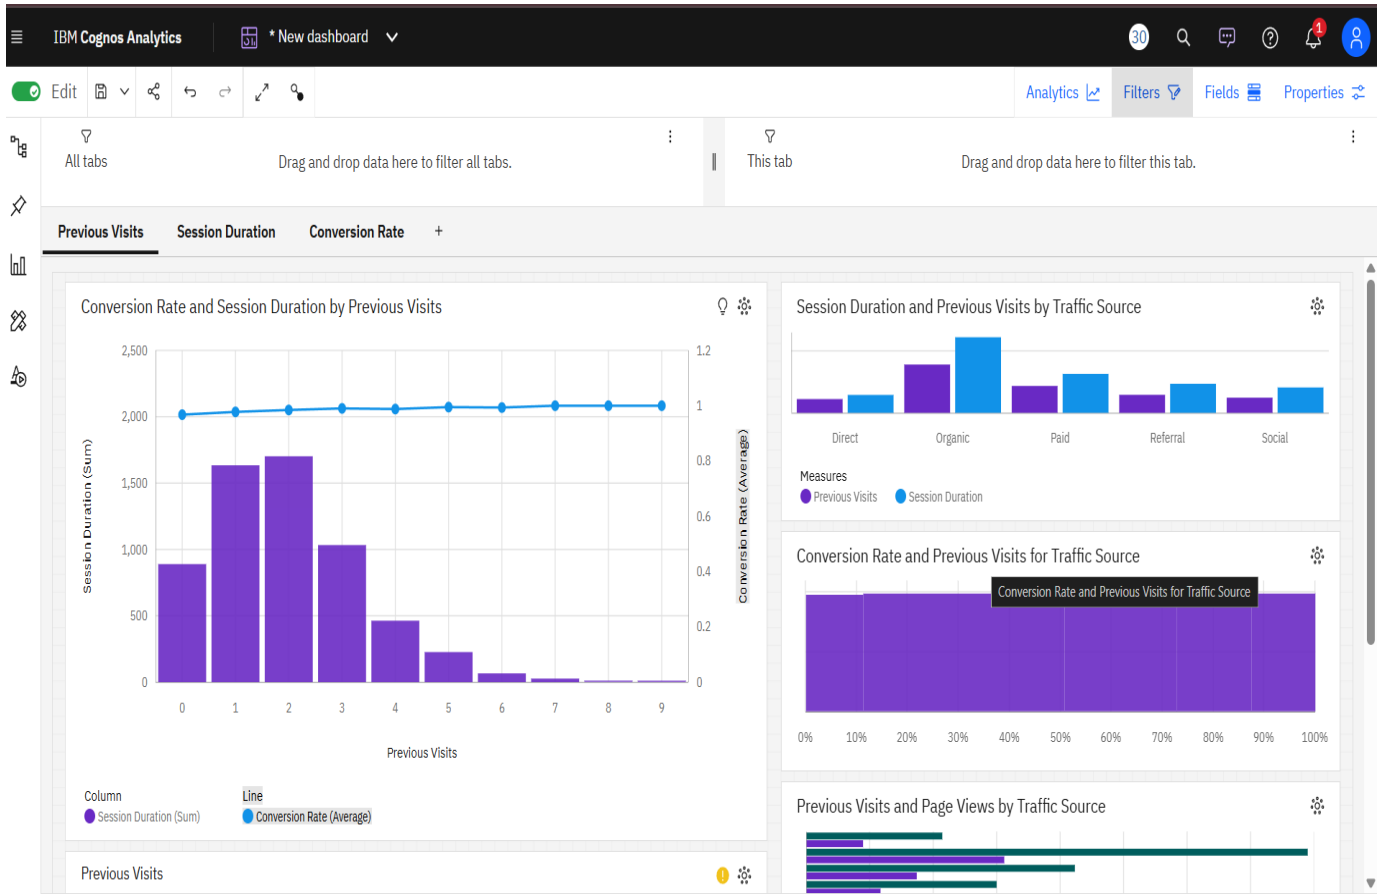 IBM Cognos Analytics
* New dashboard
30
1
Edit
Analytics
Filters
Fields
Properties
All tabs
Drag and drop data here to filter all tabs.
This tab
Drag and drop data here to filter this tab.
Previous Visits
Session Duration
Conversion Rate
+
Conversion Rate and Session Duration by Previous Visits
2,500
2,000
1,500
1,000
500
0
Session Duration (Sum)
1.2
1
0.8
0.6
0.4
0.2
0
Conversion Rate (Average)
0 1 2 3 4 5 6 7 8 9
Previous Visits
Column
Session Duration (Sum)
Line
Conversion Rate (Average)
Previous Visits
Session Duration and Previous Visits by Traffic Source
Direct Organic Paid Referral Social
Measures
Previous Visits Session Duration
Conversion Rate and Previous Visits for Traffic Source
Conversion Rate and Previous Visits for Traffic Source
0% 10% 20% 30% 40% 50% 60% 70% 80% 90% 100%
Previous Visits and Page Views by Traffic Source